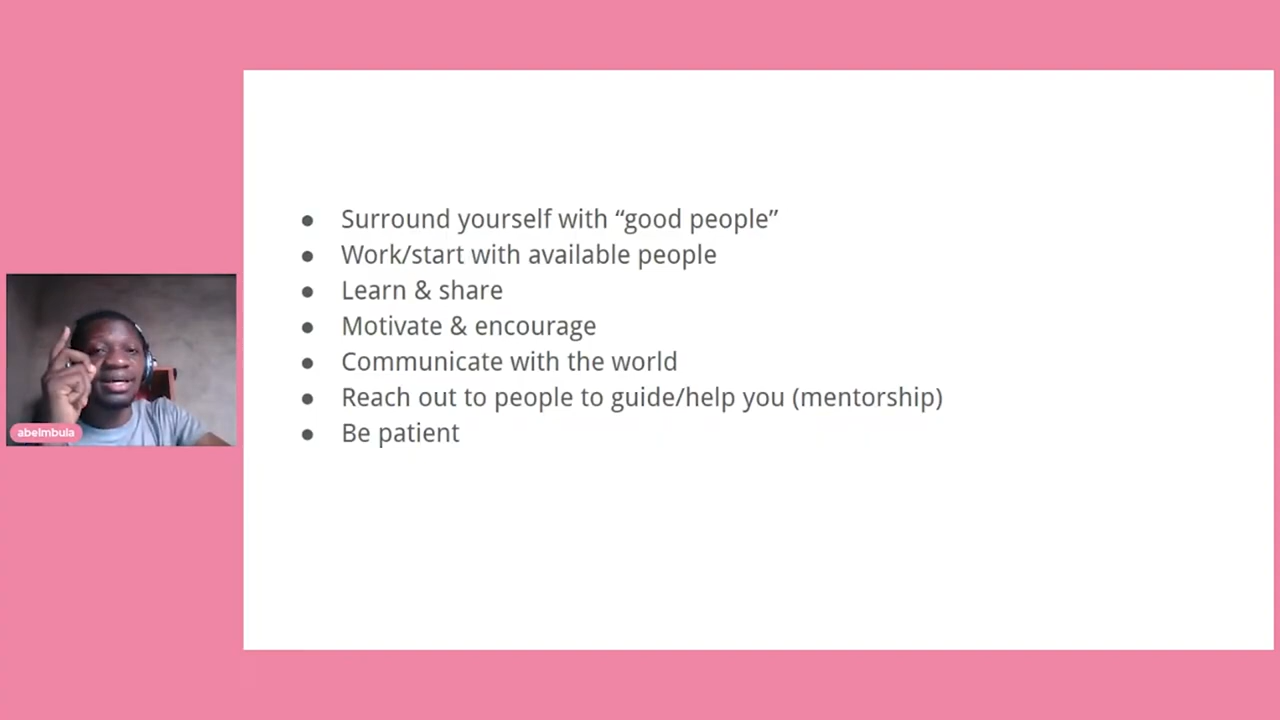 ● Surround yourself with “good people”
● Work/start with available people
● Learn & share
● Motivate & encourage
● Communicate with the world
● Reach out to people to guide/help you (mentorship)
● Be patient
abelmbula